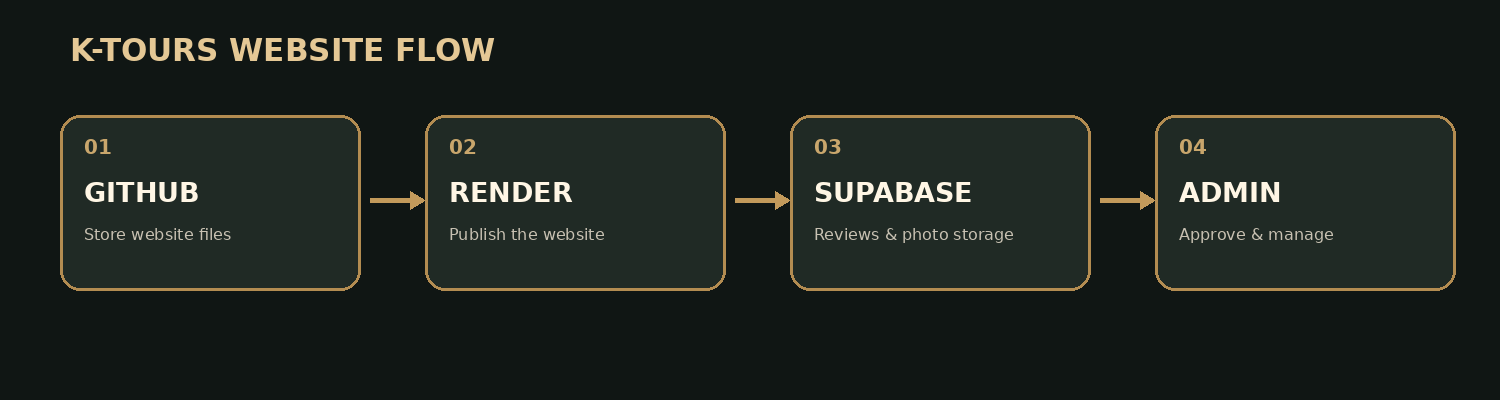 K-TOURS WEBSITE FLOW
01
GITHUB
Store website files
02
RENDER
Publish the website
03
SUPABASE
Reviews & photo storage
04
ADMIN
Approve & manage